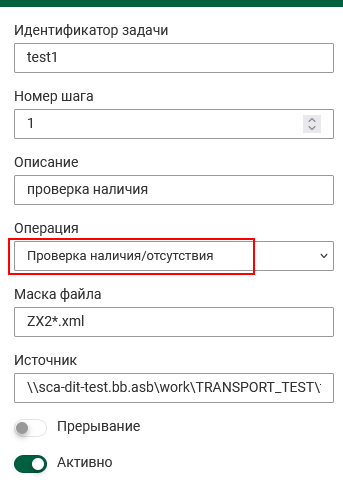 Идентификатор задачи
test1
Номер шага
1
Описание
проверка наличия
Операция
Проверка наличия/отсутствия
Маска файла
ZX2*.xml
Источник
\\sca-dit-test.bb.asb\work\TRANSPORT_TEST\
Прерывание
Активно